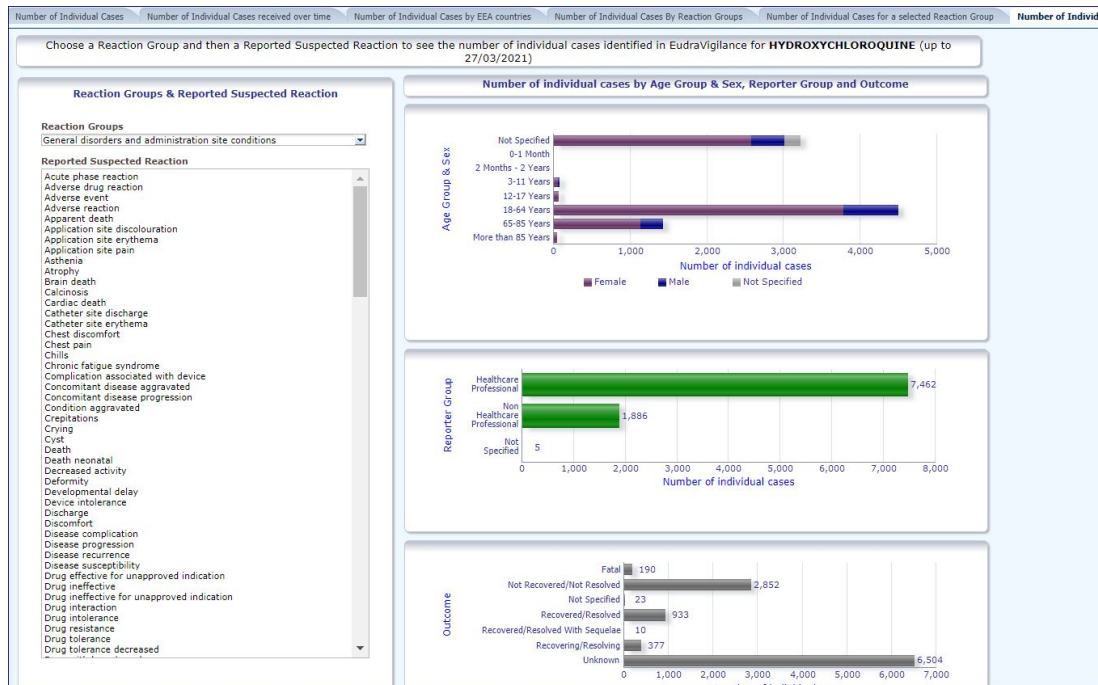 Number of Individual Cases
Number of Individual Cases received over time
Number of Individual Cases by EEA countries
Number of Individual Cases By Reaction Groups
Number of Individual Cases for a selected Reaction Group
Number of Individ
Choose a Reaction Group and then a Reported Suspected Reaction to see the number of individual cases identified in EudraVigilance for HYDROXYCHLOROQUINE (up to
27/03/2021)
Reaction Groups & Reported Suspected Reaction
Reaction Groups
General disorders and administration site conditions
Reported Suspected Reaction
Acute phase reaction
Adverse drug reaction
Adverse event
Adverse reaction
Apparent death
Application site discolouration
Application site erythema
Application site pain
Asthenia
Atrophy
Brain death
Calcinosis
Cardiac death
Catheter site discharge
Catheter site erythema
Chest discomfort
Chest pain
Chills
Chronic fatigue syndrome
Complication associated with device
Concomitant disease aggravated
Concomitant disease progression
Condition aggravated
Crepitations
Crying
Cyst
Death
Death neonatal
Decreased activity
Deformity
Developmental delay
Device intolerance
Discharge
Discomfort
Disease complication
Disease progression
Disease recurrence
Disease susceptibility
Drug effective for unapproved indication
Drug ineffective
Drug ineffective for unapproved indication
Drug interaction
Drug intolerance
Drug resistance
Drug tolerance
Drug tolerance decreased
Number of individual cases by Age Group & Sex, Reporter Group and Outcome
Age Group & Sex
Not Specified
0-1 Month
2 Months - 2 Years
3-11 Years
12-17 Years
18-64 Years
65-85 Years
More than 85 Years
0 1,000 2,000 3,000 4,000 5,000
Number of individual cases
Female Male Not Specified
Reporter Group
Healthcare
Professional
7,462
Non
Healthcare
Professional
1,886
Not
Specified
5
0 1,000 2,000 3,000 4,000 5,000 6,000 7,000 8,000
Number of individual cases
Outcome
Fatal 190
Not Recovered/Not Resolved 2,852
Not Specified 23
Recovered/Resolved 933
Recovered/Resolved With Sequelae 10
Recovering/Resolving 377
Unknown 6,504
0 1,000 2,000 3,000 4,000 5,000 6,000 7,000